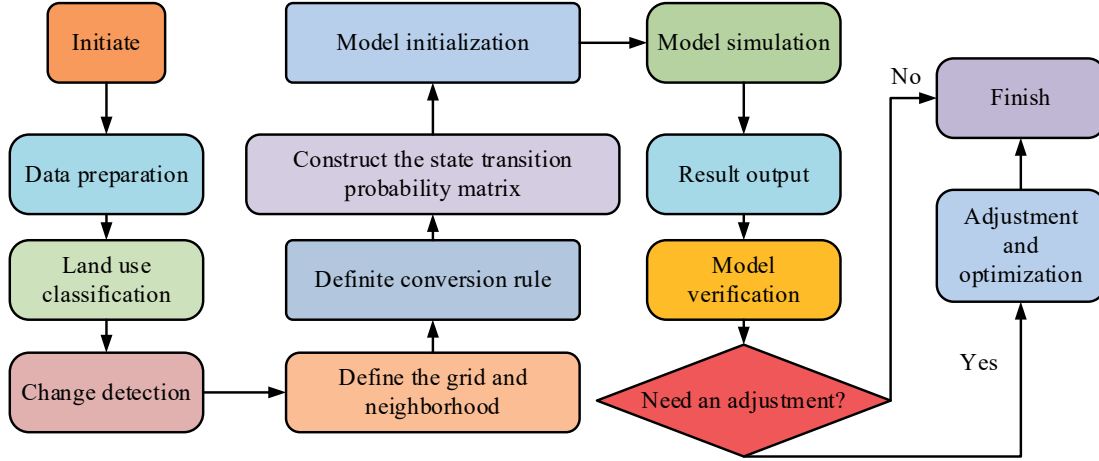 Initiate
Data preparation
Land use
classification
Change detection
Define the grid and
neighborhood
Definite conversion rule
Construct the state transition
probability matrix
Model initialization
Model simulation
Result output
Model
verification
Need an adjustment?
No
Yes
Adjustment
and
optimization
Finish